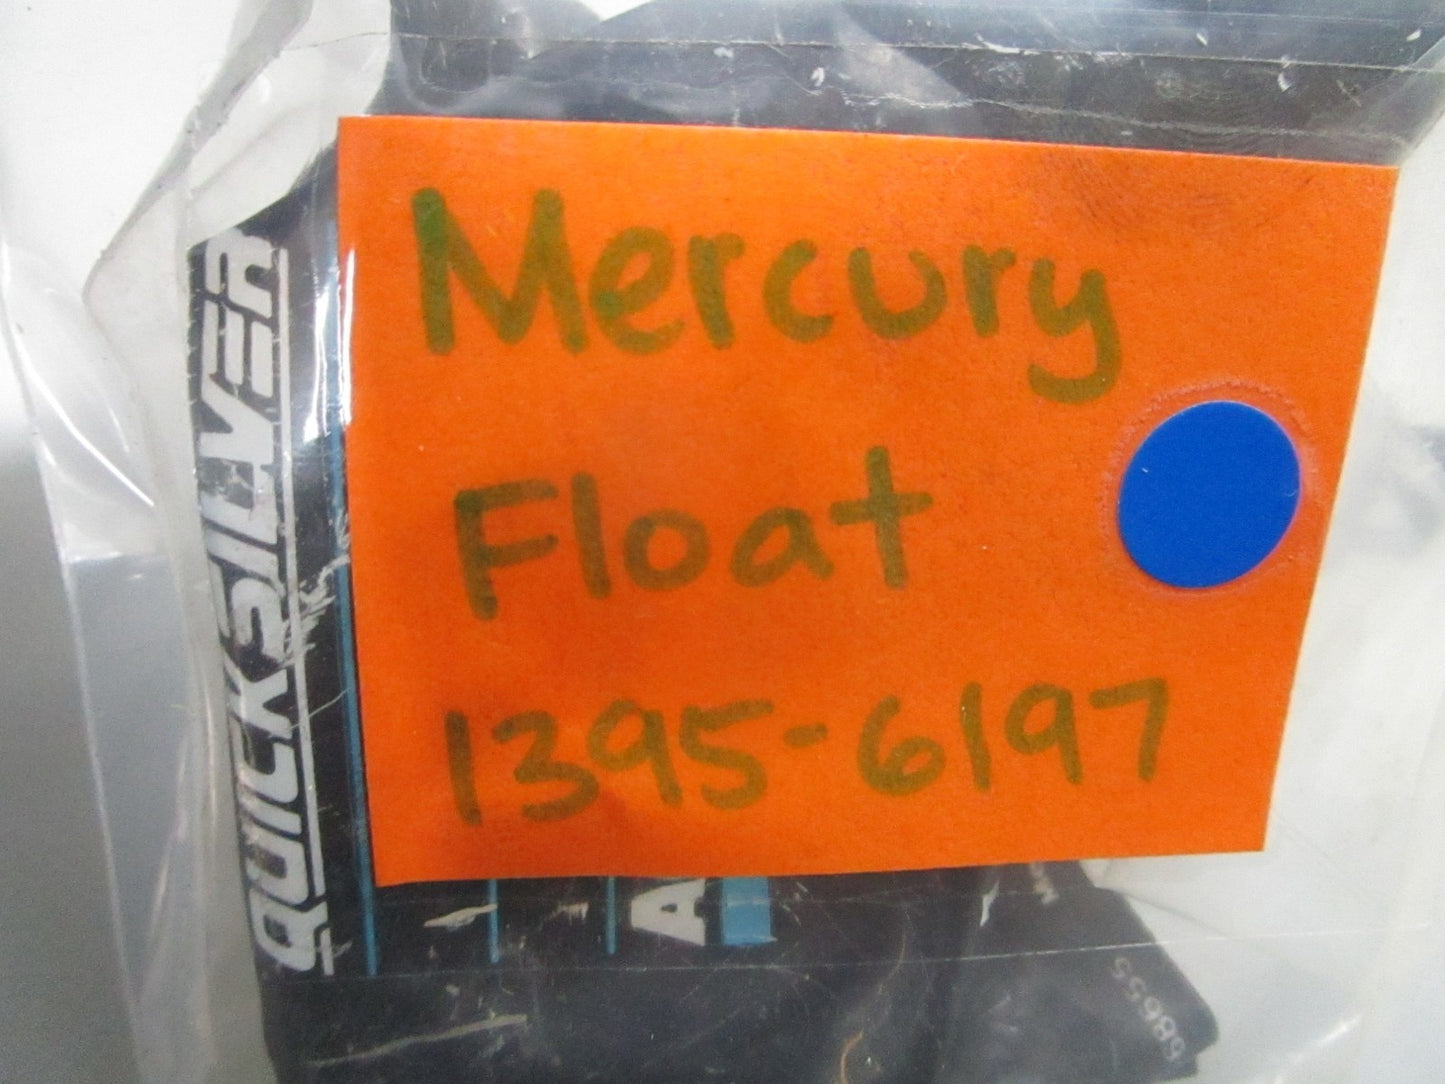 Mercury
Float
1395-6197
QUICKSILVER
A